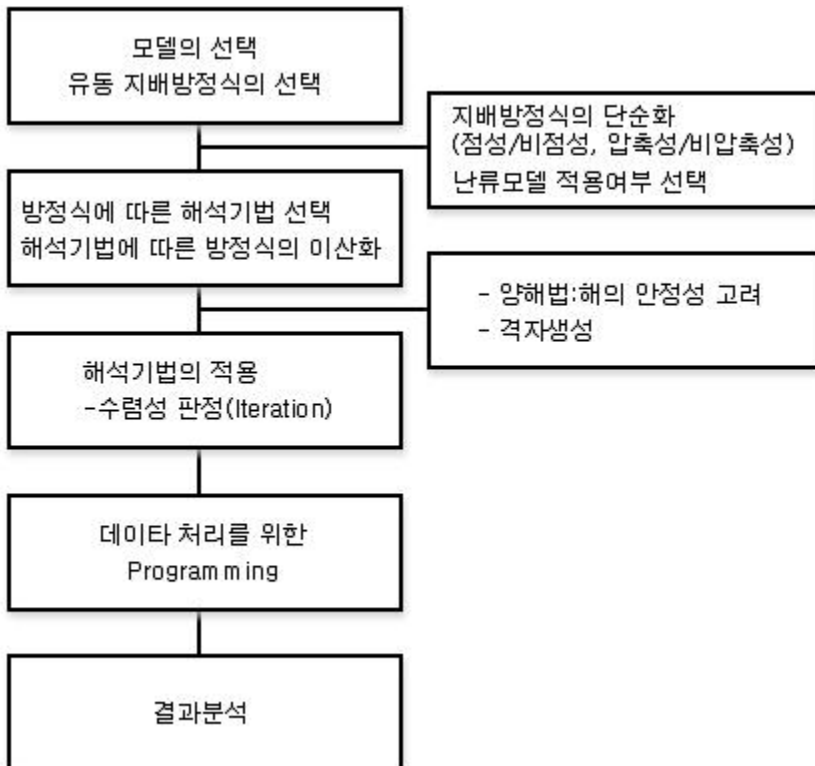 모델의 선택
유동 지배방정식의 선택
지배방정식의 단순화
(점성/비점성, 압축성/비압축성)
난류모델 적용여부 선택
방정식에 따른 해석기법 선택
해석기법에 따른 방정식의 이산화
- 양해법:해의 안정성 고려
- 격자생성
해석기법의 적용
-수렴성 판정(Iteration)
데이타 처리를 위한
Programming
결과분석